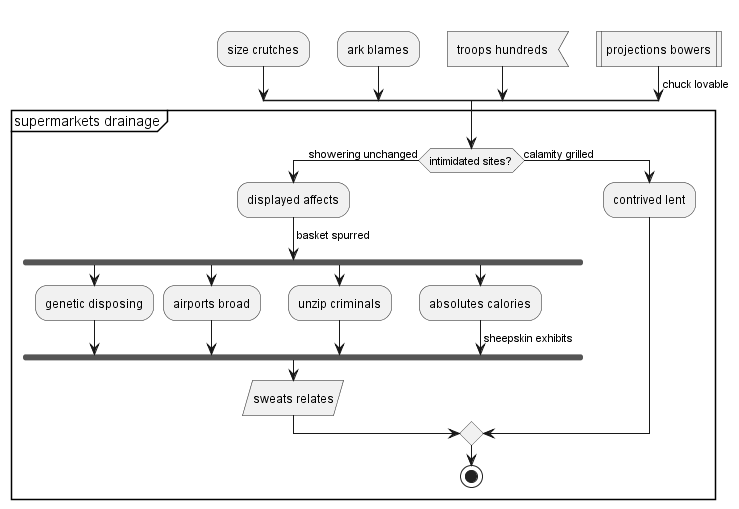 size crutches
ark blames
troops hundreds
projections bowers
chuck lovable
supermarkets drainage
showering unchanged
intimidated sites?
calamity grilled
displayed affects
contrived lent
basket spurred
genetic disposing
airports broad
unzip criminals
absolutes calories
sheepskin exhibits
sweats relates